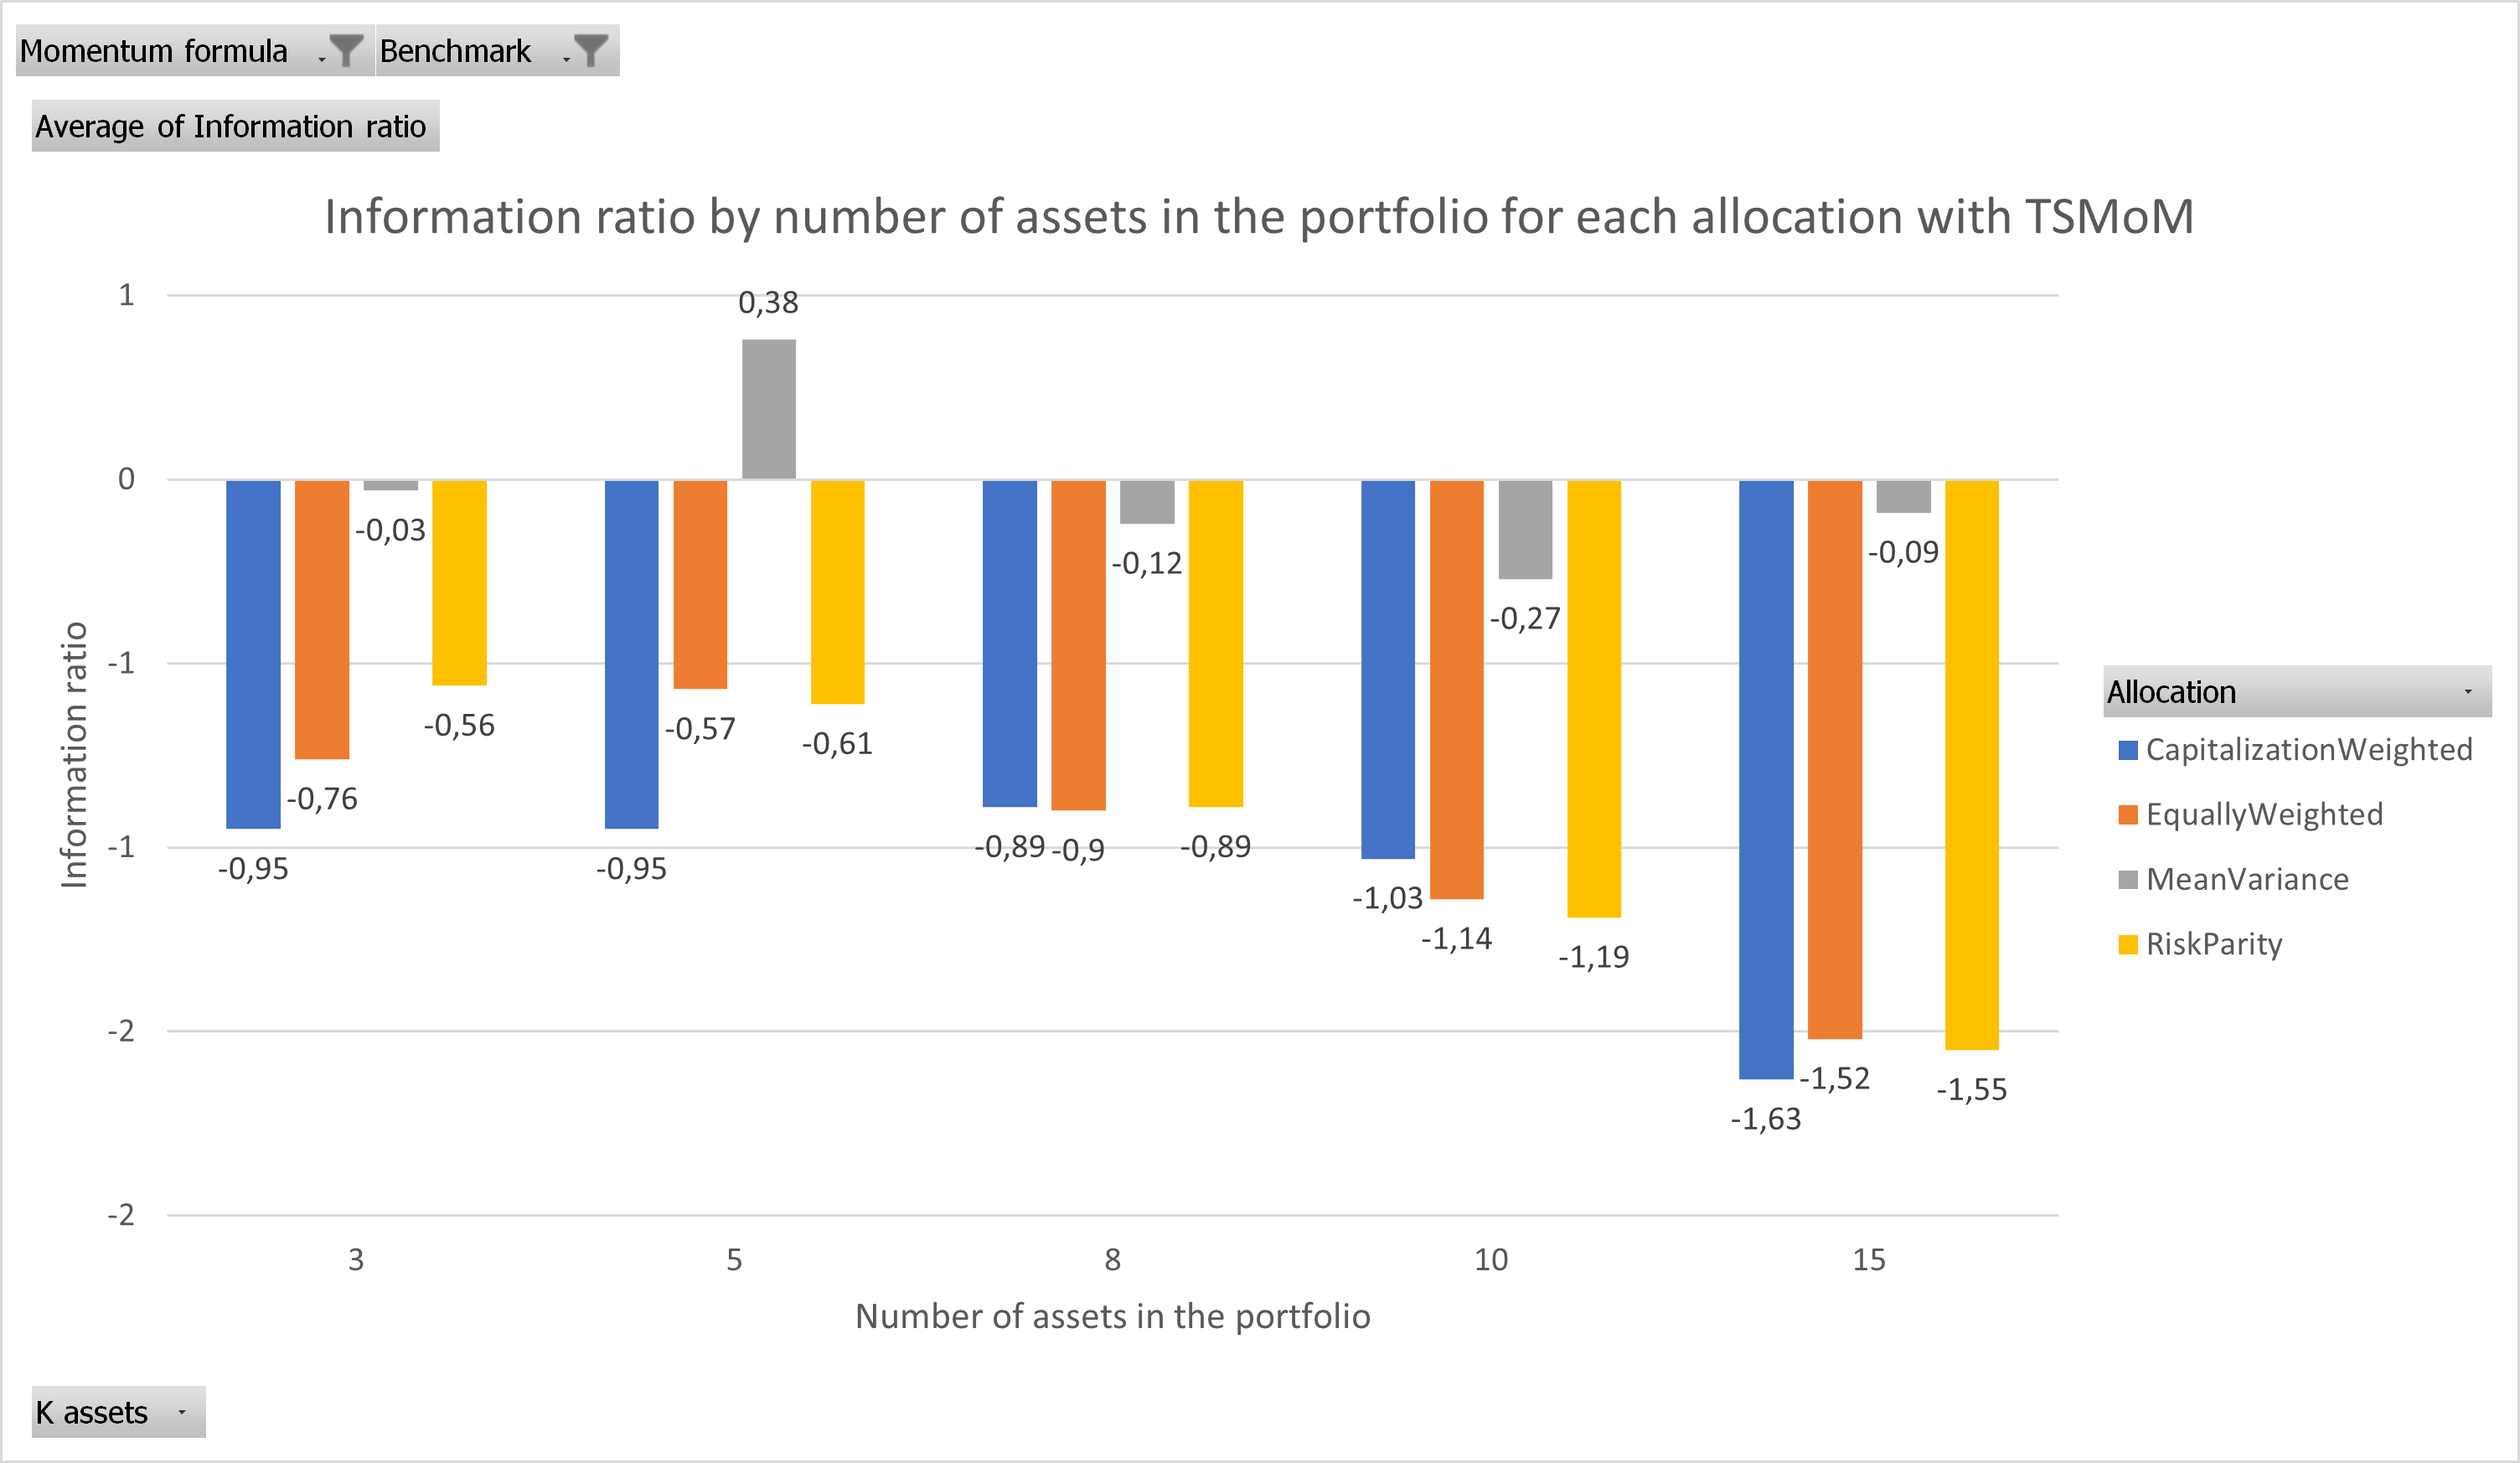 Momentum formula Benchmark
Average of Information ratio
Information ratio by number of assets in the portfolio for each allocation with TSMoM
1
0
-1
-1
-2
-2
Information ratio
-0,95
-0,76
-0,03
-0,56
-0,95
-0,57
0,38
-0,61
-0,89
-0,9
-0,12
-0,89
-1,03
-1,14
-0,27
-1,19
-1,63
-1,52
-0,09
-1,55
3 5 8 10 15
Number of assets in the portfolio
Allocation
CapitalizationWeighted
EquallyWeighted
MeanVariance
RiskParity
K assets